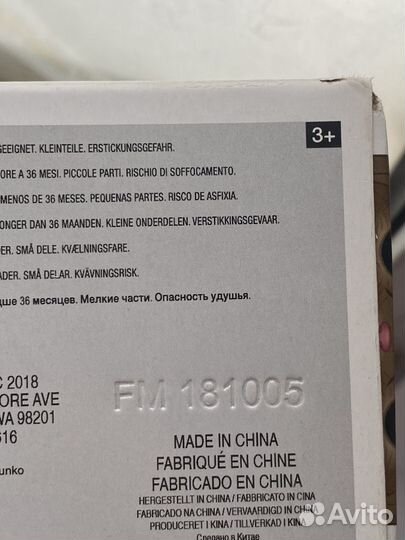 3+
GEEIGNET. KLEINTEILE. ERSTICKUNGSGEFAHR.
ORE A 36 MESI. PICCOLE PARTI. RISCHIO DI SOFFOCAMENTO.
MENOS DE 36 MESES. PEQUENAS PARTES. RISCO DE ASFIXIA.
ONGER DAN 36 MAANDEN. KLEINE ONDERDELEN. VERSTIKKINGSGEVAAR.
DER. SMÅ DELE. KVÆLNINGSFARE.
ADER. SMÅ DELAR. KVÄVNINGSRISK.
дше 36 месяцев. Мелкие части. Опасность удушья.
C 2018
ORE AVE
WA 98201
616
unko
FM 181005
MADE IN CHINA
FABRIQUÉ EN CHINE
FABRICADO EN CHINA
HERGESTELLT IN CHINA / FABBRICATO IN CINA
FABRICADO NA CHINA / VERVAARDIGD IN CHINA
PRODUCERET I KINA / TILLVERKAD I KINA
Сделано в Китае
Avito